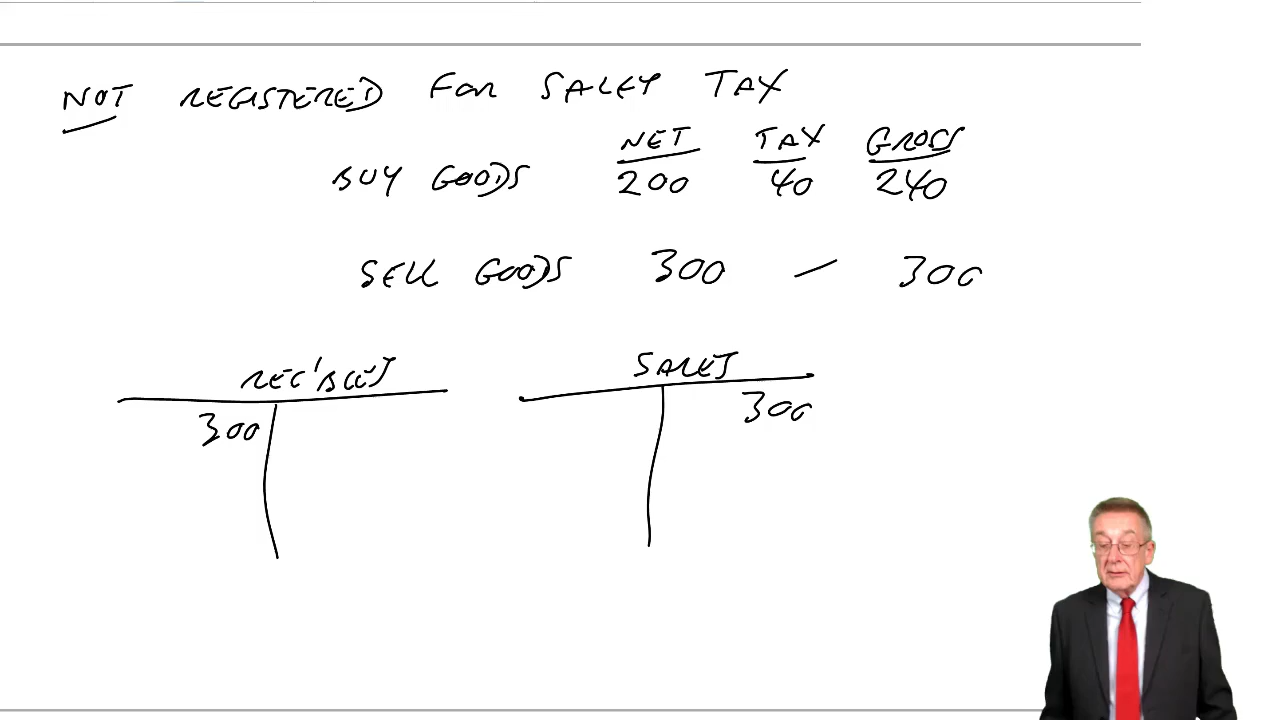 NOT REGISTERED FOR SALES TAX
NET TAX GROSS
BUY GOODS 200 40 240
SELL GOODS 300 — 300
REC'BLES SALES
300 300